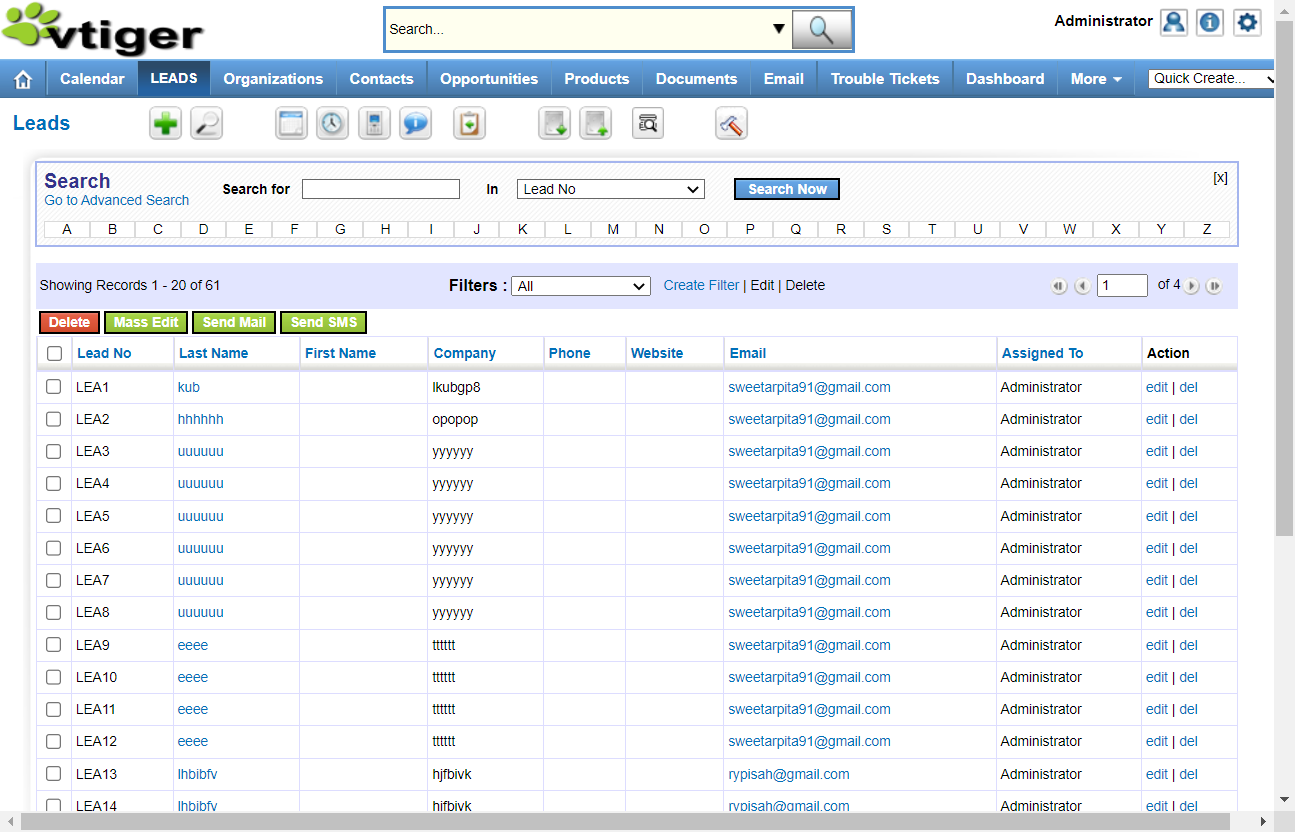 vtiger
Search...
Administrator
Calendar LEADS Organizations Contacts Opportunities Products Documents Email Trouble Tickets Dashboard More Quick Create...
Leads
Search
Go to Advanced Search
Search for In Lead No Search Now
[x]
A B C D E F G H I J K L M N O P Q R S T U V W X Y Z
Showing Records 1 - 20 of 61 Filters : All Create Filter | Edit | Delete 1 of 4
Delete Mass Edit Send Mail Send SMS
Lead No Last Name First Name Company Phone Website Email Assigned To Action
LEA1 kub lkubgp8 sweetarpita91@gmail.com Administrator edit | del
LEA2 hhhhhh opopop sweetarpita91@gmail.com Administrator edit | del
LEA3 uuuuuu yyyyyy sweetarpita91@gmail.com Administrator edit | del
LEA4 uuuuuu yyyyyy sweetarpita91@gmail.com Administrator edit | del
LEA5 uuuuuu yyyyyy sweetarpita91@gmail.com Administrator edit | del
LEA6 uuuuuu yyyyyy sweetarpita91@gmail.com Administrator edit | del
LEA7 uuuuuu yyyyyy sweetarpita91@gmail.com Administrator edit | del
LEA8 uuuuuu yyyyyy sweetarpita91@gmail.com Administrator edit | del
LEA9 eeee tttttt sweetarpita91@gmail.com Administrator edit | del
LEA10 eeee tttttt sweetarpita91@gmail.com Administrator edit | del
LEA11 eeee tttttt sweetarpita91@gmail.com Administrator edit | del
LEA12 eeee tttttt sweetarpita91@gmail.com Administrator edit | del
LEA13 lhbibfv hjfbivk rypisah@gmail.com Administrator edit | del
LEA14 lhbibfv hjfbivk rypisah@gmail.com Administrator edit | del